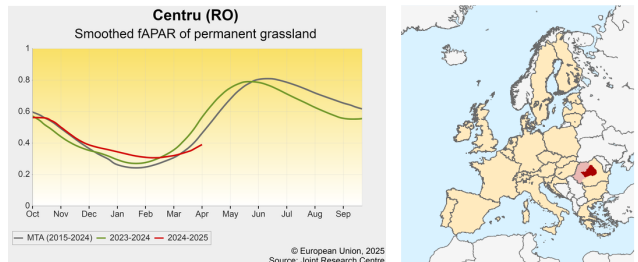 Centru (RO)
Smoothed fAPAR of permanent grassland
1
0.8
0.6
0.4
0.2
0
Oct Nov Dec Jan Feb Mar Apr May Jun Jul Aug Sep
MTA (2015-2024) 2023-2024 2024-2025
© European Union, 2025
Source: Joint Research Centre